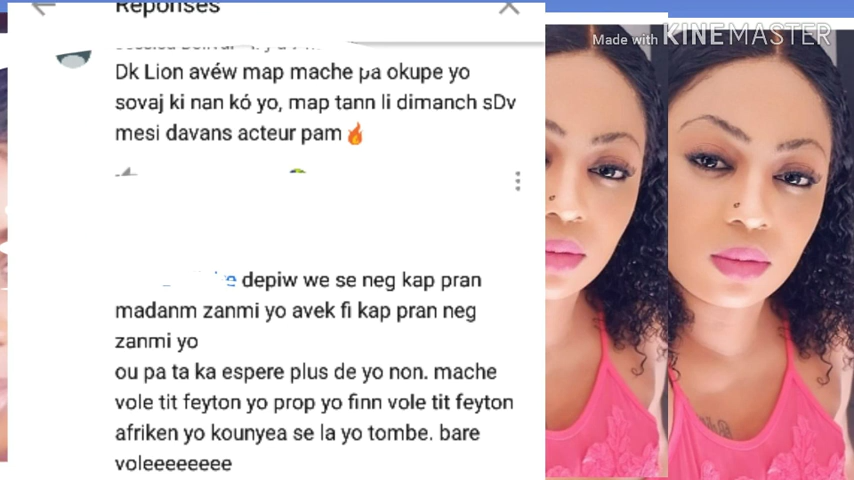 Réponses
Made with KINEMASTER
Dk Lion avéw map mache pa okupe yo
sovaj ki nan kó yo, map tann li dimanch sDv
mesi davans acteur pam🔥
depiw we se neg kap pran
madanm zanmi yo avek fi kap pran neg
zanmi yo
ou pa ta ka espere plus de yo non. mache
vole tit feyton yo prop yo finn vole tit feyton
afriken yo kounyea se la yo tombe. bare
voleeeeeeee